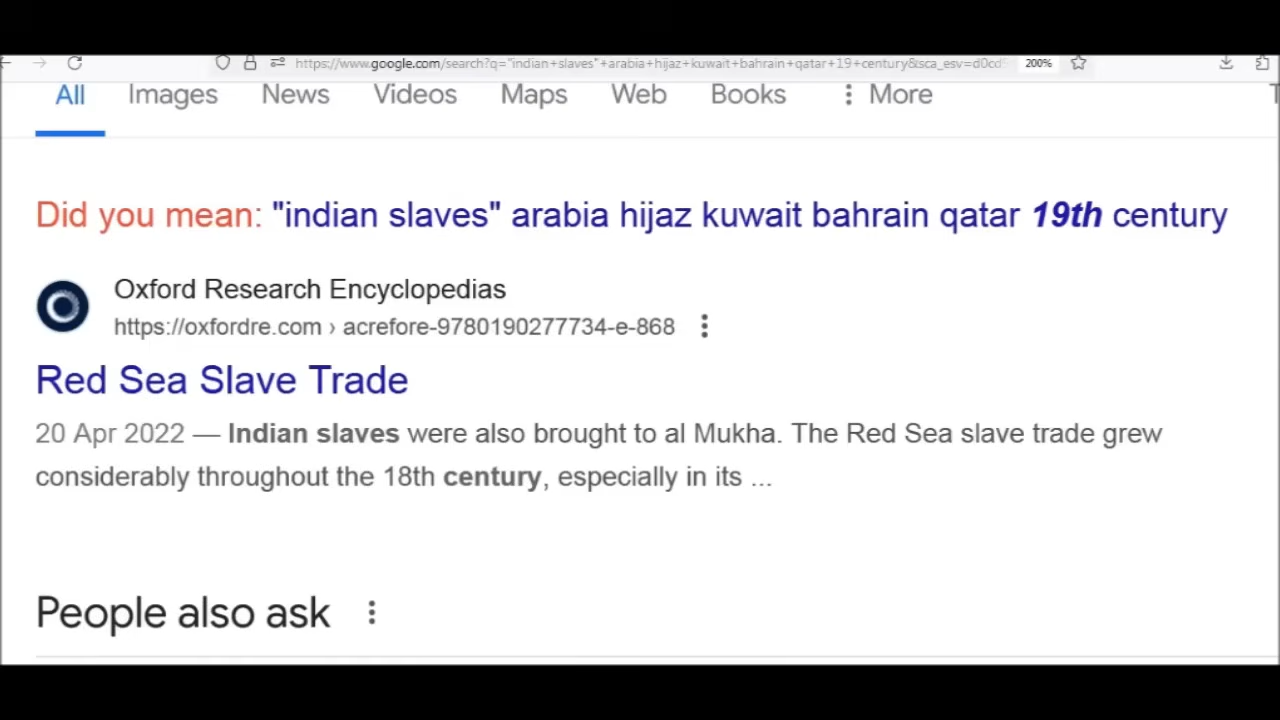 https://www.google.com/search?q="indian+slaves"+arabia+hijaz+kuwait+bahrain+qatar+19+century&sca_esv=d0cd
200%
All Images News Videos Maps Web Books More
Did you mean: "indian slaves" arabia hijaz kuwait bahrain qatar 19th century
Oxford Research Encyclopedias
https://oxfordre.com › acrefore-9780190277734-e-868
Red Sea Slave Trade
20 Apr 2022 — Indian slaves were also brought to al Mukha. The Red Sea slave trade grew
considerably throughout the 18th century, especially in its ...
People also ask